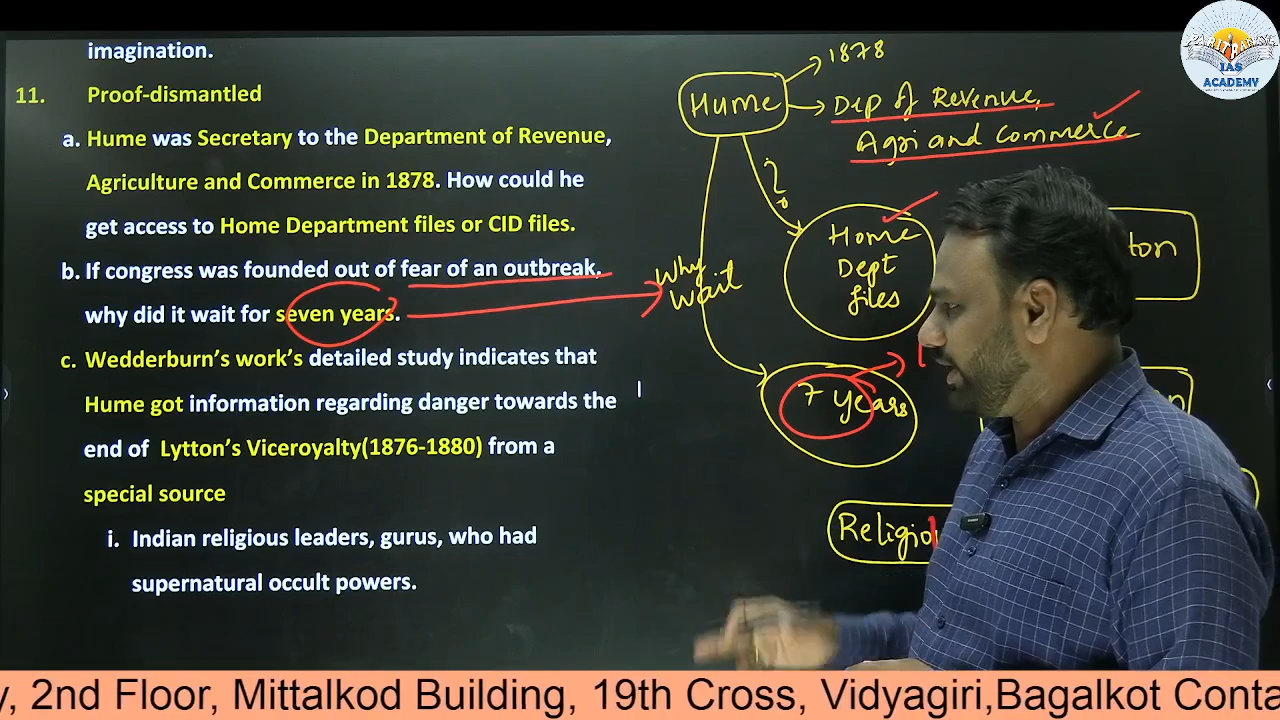 imagination.
11. Proof-dismantled
a. Hume was Secretary to the Department of Revenue,
Agriculture and Commerce in 1878. How could he
get access to Home Department files or CID files.
b. If congress was founded out of fear of an outbreak.
why did it wait for seven years.
c. Wedderburn's work's detailed study indicates that
Hume got information regarding danger towards the
end of Lytton's Viceroyalty(1876-1880) from a
special source
i. Indian religious leaders, gurus, who had
supernatural occult powers.
Hume
1878
Dep of Revenue,
Agri and Commerce
?
Home
Dept
files
Why
Wait
7 years
IAS
ACADEMY
, 2nd Floor, Mittalkod Building, 19th Cross, Vidyagiri,Bagalkot